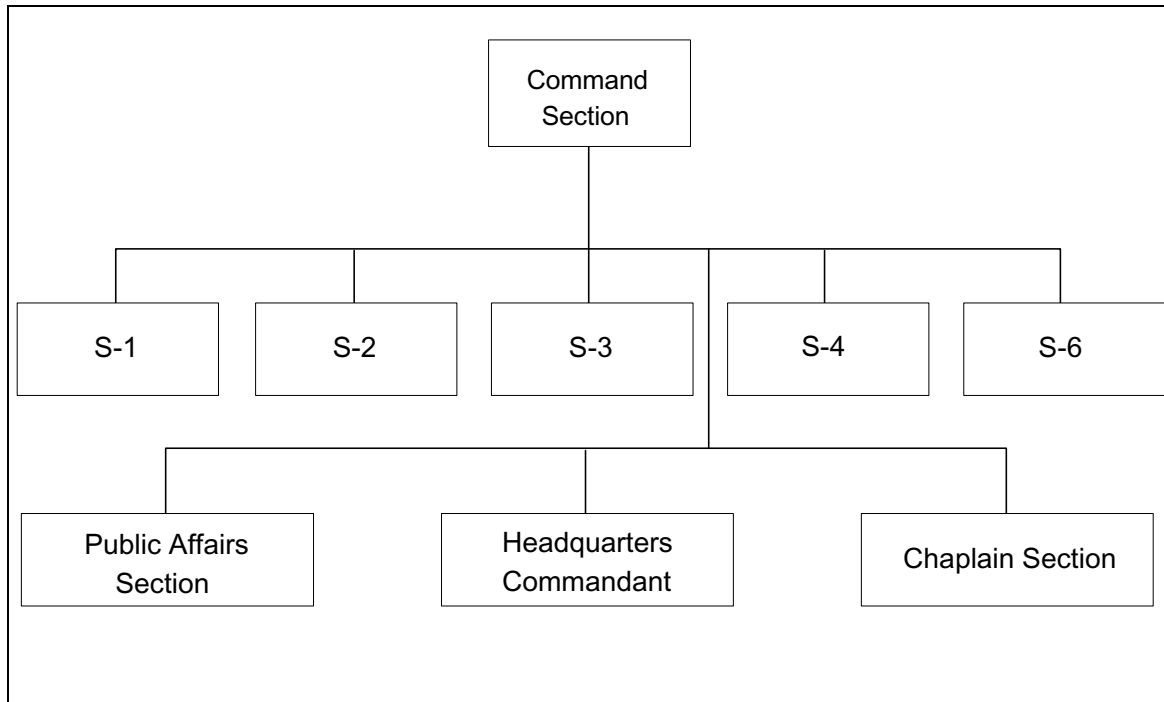 Command
Section
S-1
S-2
S-3
S-4
S-6
Public Affairs
Section
Headquarters
Commandant
Chaplain Section